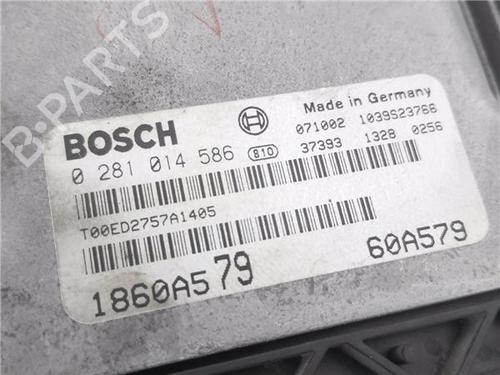 B-PARTS
Made in Germany
BOSCH
071002 1039S23766
0 281 014 586 810 37393 1328 0256
T00ED2757A1405
1860A579 60A579